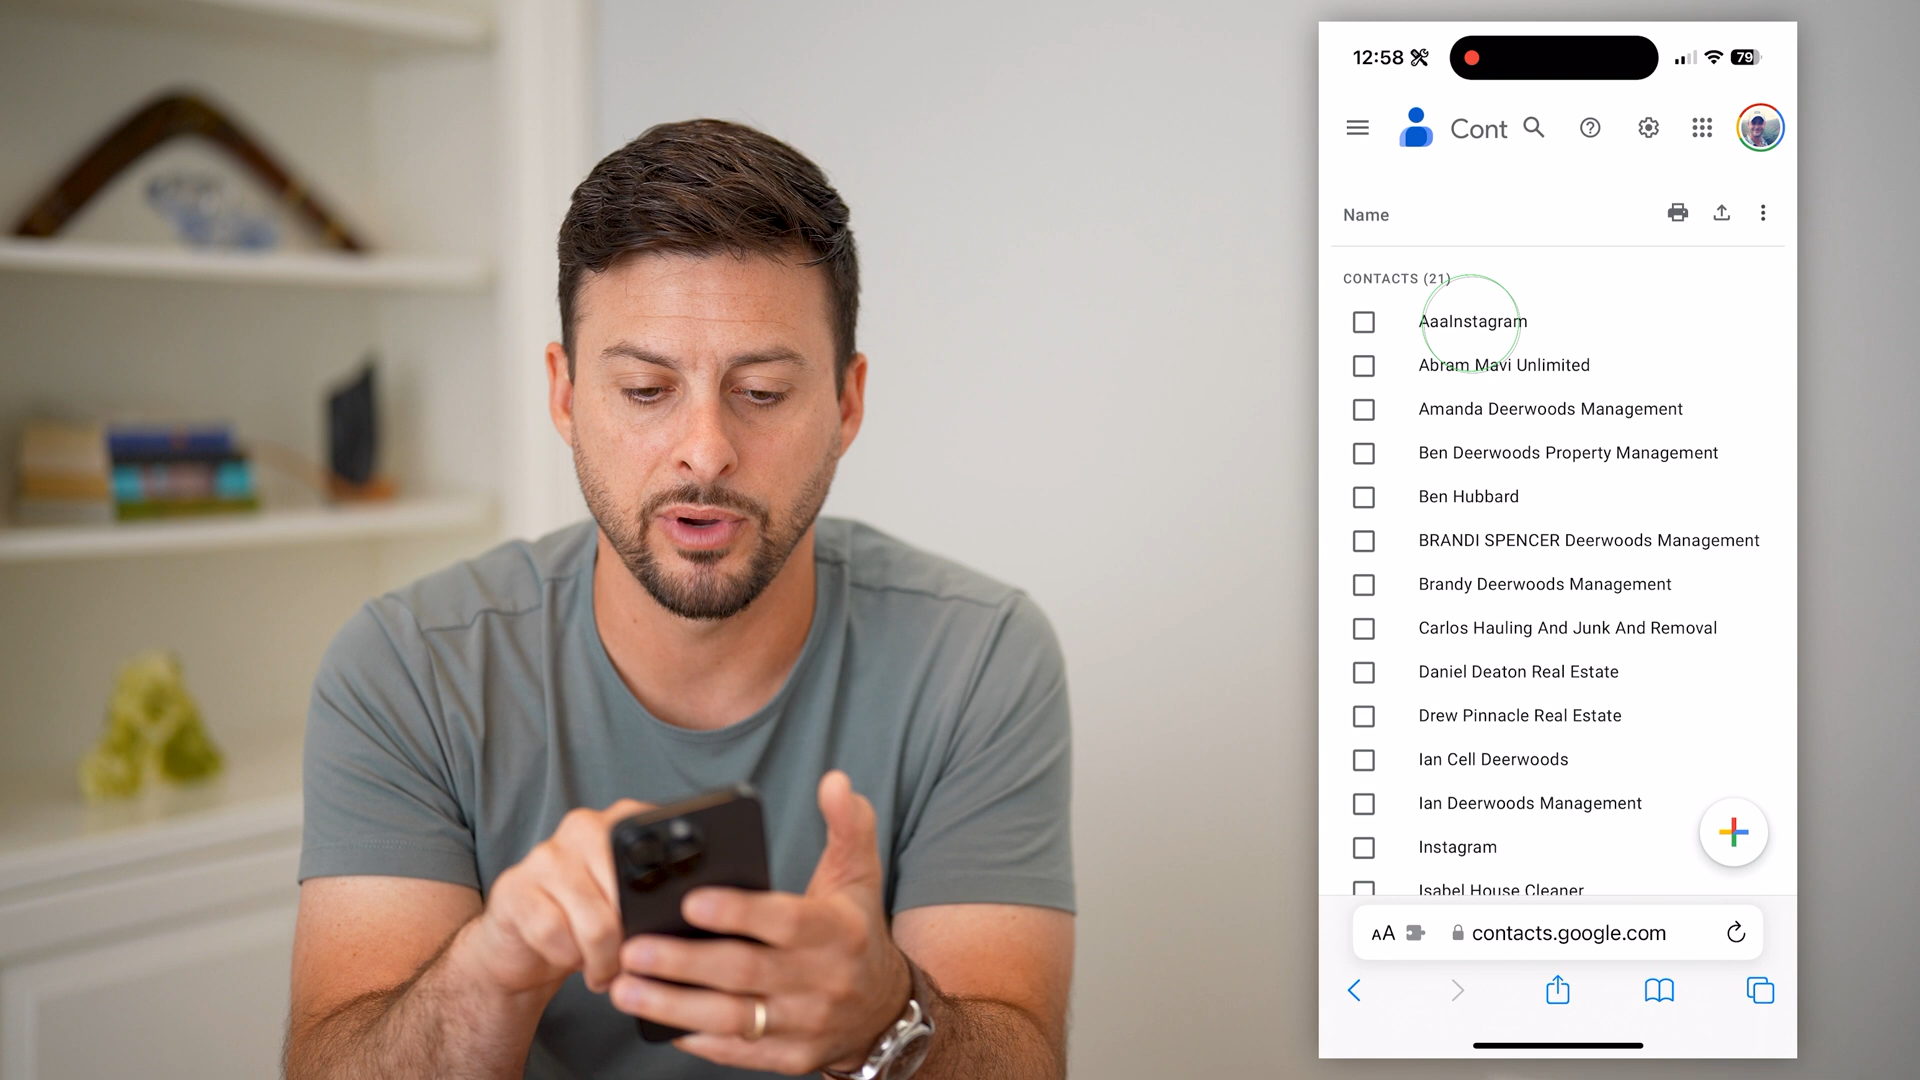 12:58
79
Cont
Name
CONTACTS (21)
AaaInstagram
Abram Mavi Unlimited
Amanda Deerwoods Management
Ben Deerwoods Property Management
Ben Hubbard
BRANDI SPENCER Deerwoods Management
Brandy Deerwoods Management
Carlos Hauling And Junk And Removal
Daniel Deaton Real Estate
Drew Pinnacle Real Estate
Ian Cell Deerwoods
Ian Deerwoods Management
Instagram
Isabel House Cleaner
AA contacts.google.com